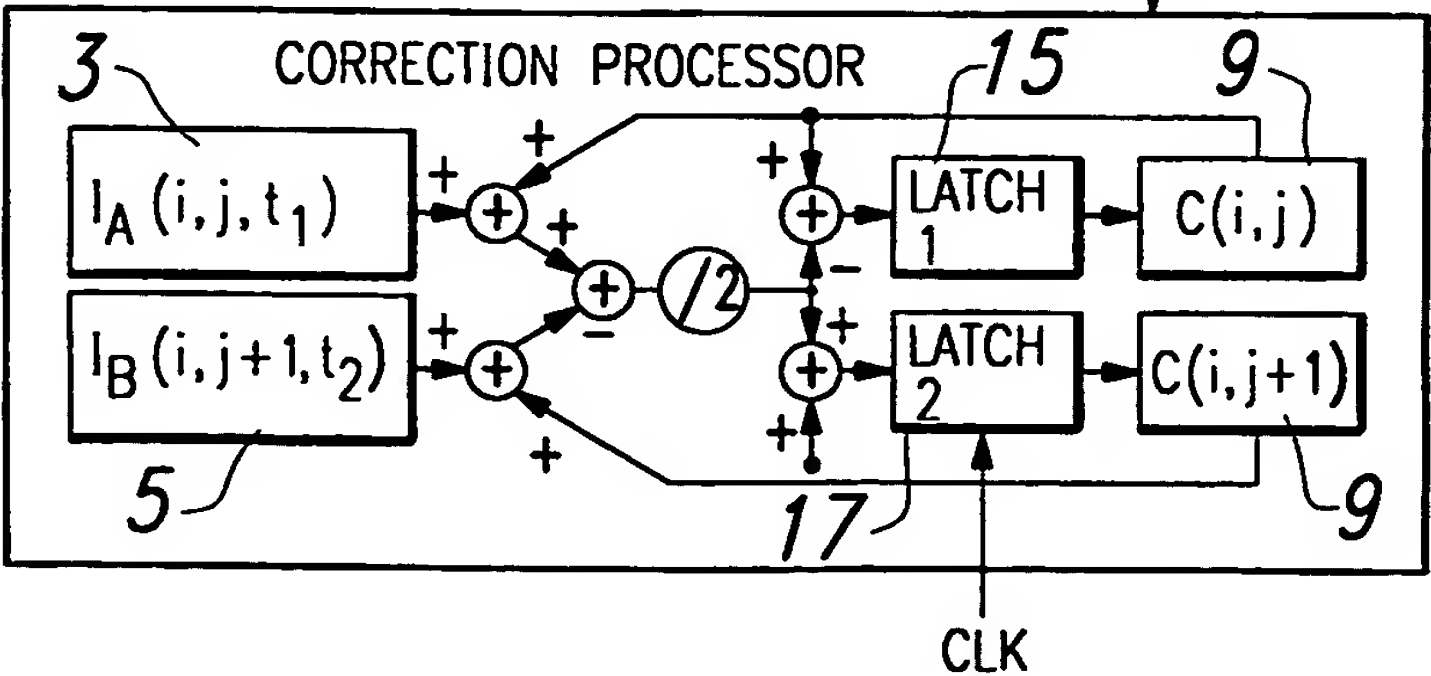 CORRECTION PROCESSOR
3
15
9
I_A (i, j, t_1)
+
+
+
+
LATCH 1
C(i, j)
+
+
+
/2
−
−
I_B (i, j+1, t_2)
+
+
+
+
LATCH 2
C(i, j+1)
+
+
5
17
9
CLK